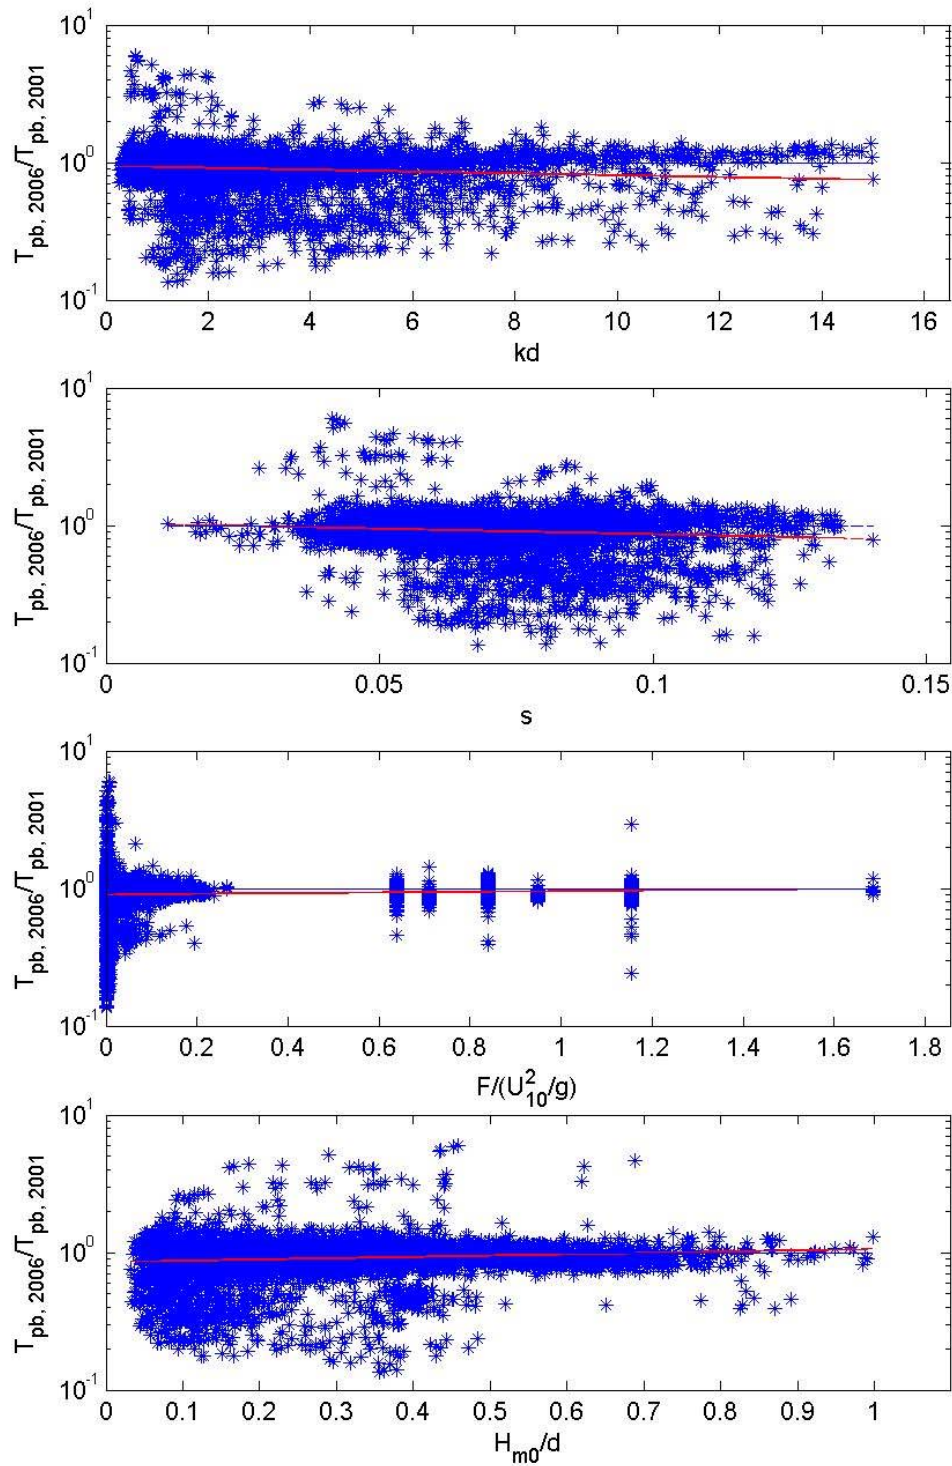 10^1
10^0
10^-1
T_pb, 2006/T_pb, 2001
0 2 4 6 8 10 12 14 16
kd
10^1
10^0
10^-1
T_pb, 2006/T_pb, 2001
0 0.05 0.1 0.15
s
10^1
10^0
10^-1
T_pb, 2006/T_pb, 2001
0 0.2 0.4 0.6 0.8 1 1.2 1.4 1.6 1.8
F/(U_10^2/g)
10^1
10^0
10^-1
T_pb, 2006/T_pb, 2001
0 0.1 0.2 0.3 0.4 0.5 0.6 0.7 0.8 0.9 1
H_m0/d